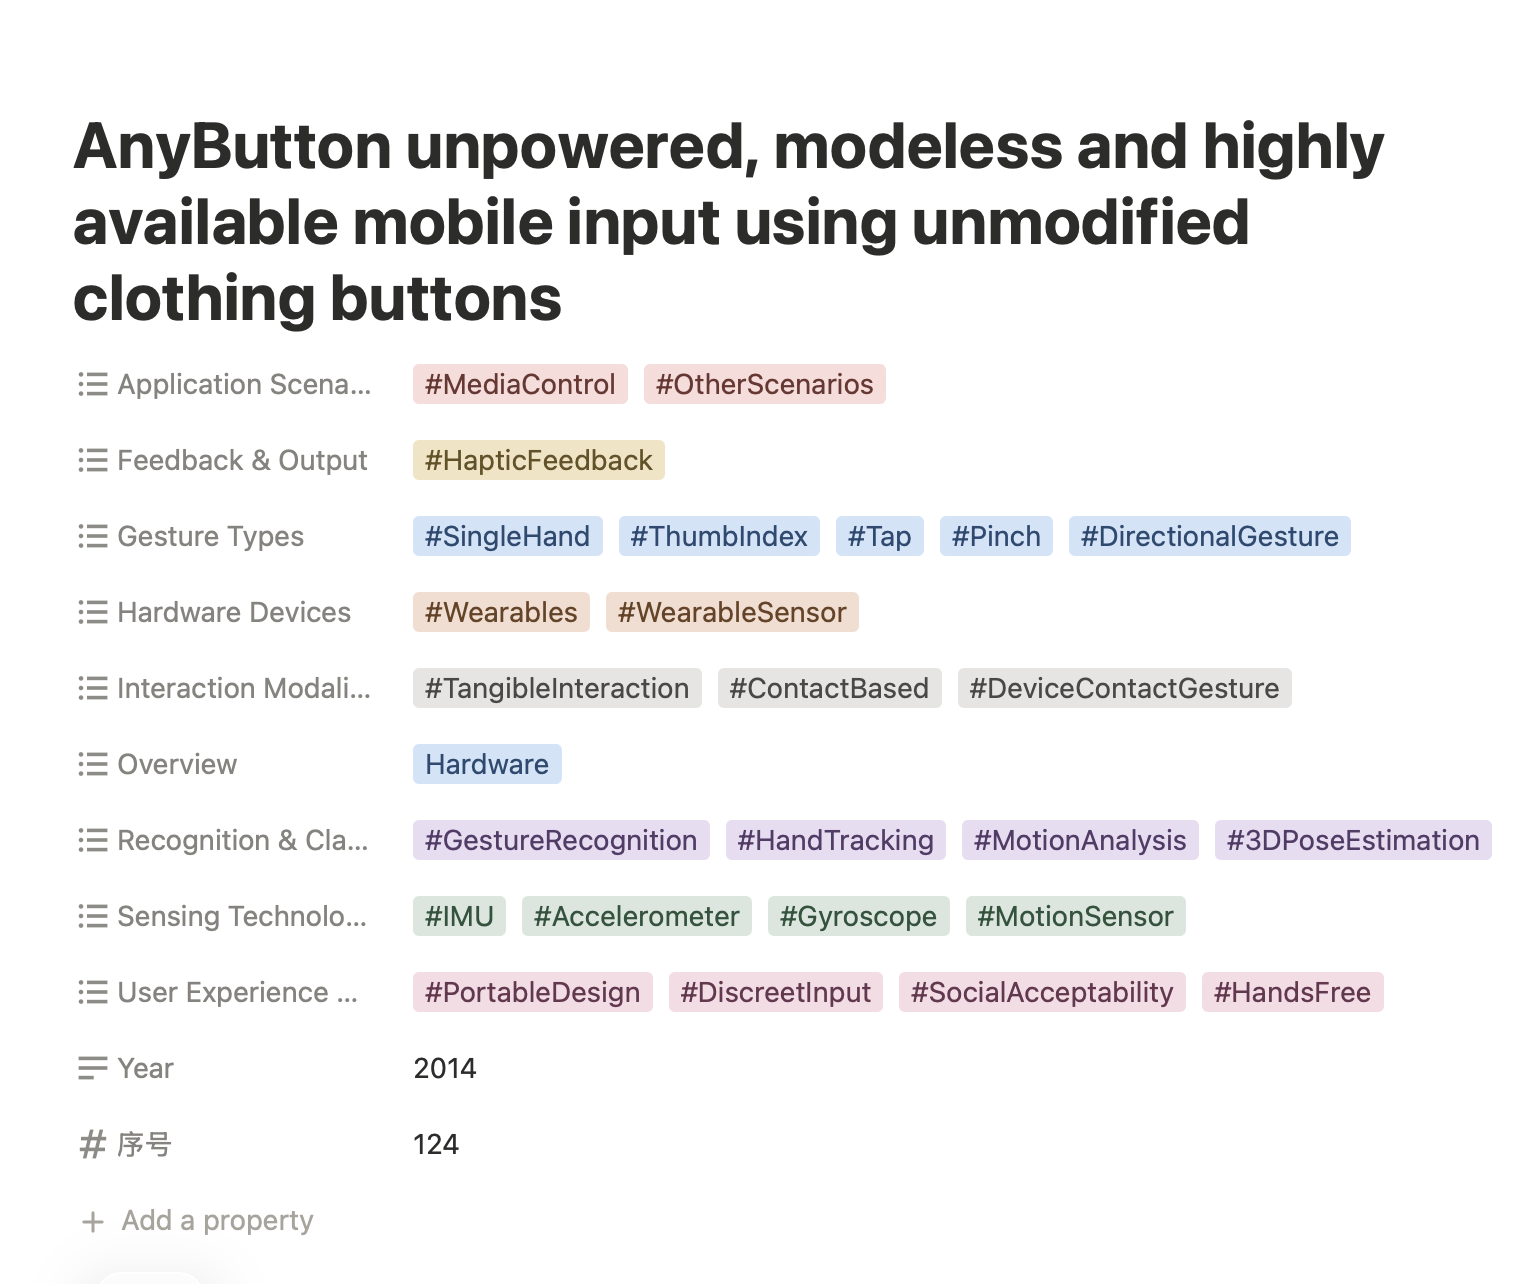 AnyButton unpowered, modeless and highly
available mobile input using unmodified
clothing buttons
Application Scena... #MediaControl #OtherScenarios
Feedback & Output #HapticFeedback
Gesture Types #SingleHand #ThumbIndex #Tap #Pinch #DirectionalGesture
Hardware Devices #Wearables #WearableSensor
Interaction Modali... #TangibleInteraction #ContactBased #DeviceContactGesture
Overview Hardware
Recognition & Cla... #GestureRecognition #HandTracking #MotionAnalysis #3DPoseEstimation
Sensing Technolo... #IMU #Accelerometer #Gyroscope #MotionSensor
User Experience ... #PortableDesign #DiscreetInput #SocialAcceptability #HandsFree
Year 2014
序号 124
Add a property